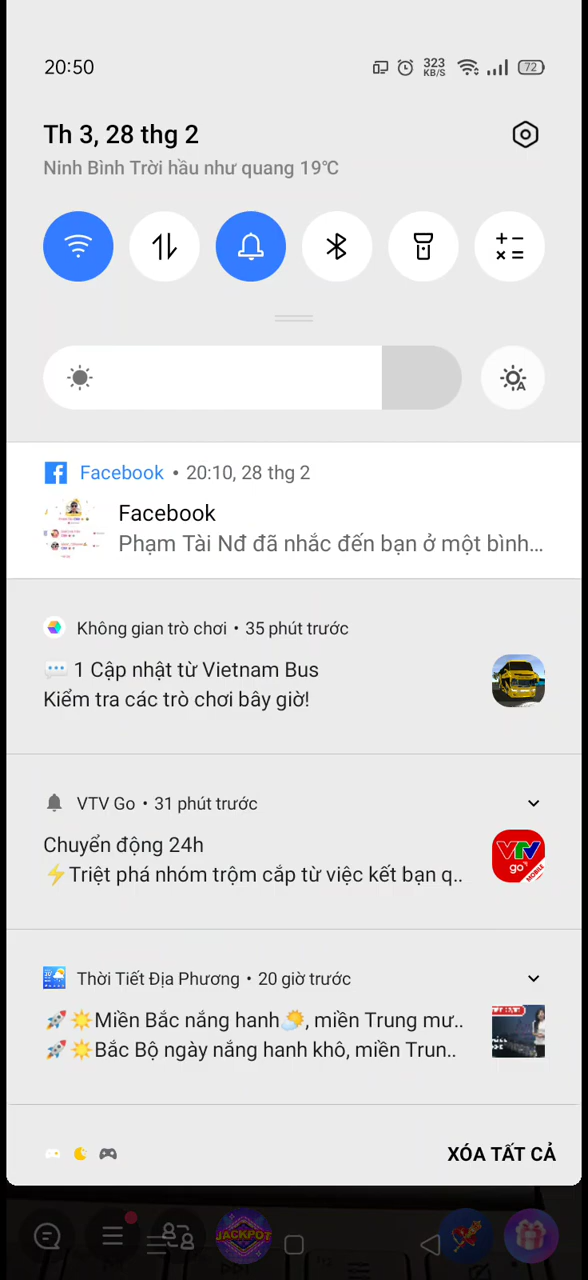 20:50
323
KB/S
72
Th 3, 28 thg 2
Ninh Bình Trời hầu như quang 19℃
A
Facebook • 20:10, 28 thg 2
Facebook
Phạm Tài Nđ đã nhắc đến bạn ở một bình…
Không gian trò chơi • 35 phút trước
💬 1 Cập nhật từ Vietnam Bus
Kiểm tra các trò chơi bây giờ!
VTV Go • 31 phút trước
Chuyển động 24h
⚡Triệt phá nhóm trộm cắp từ việc kết bạn q..
VTV
go
MOBILE
Thời Tiết Địa Phương • 20 giờ trước
🚀☀️Miền Bắc nắng hanh🌤️, miền Trung mư..
🚀☀️Bắc Bộ ngày nắng hanh khô, miền Trun..
XÓA TẤT CẢ
JACKPOT